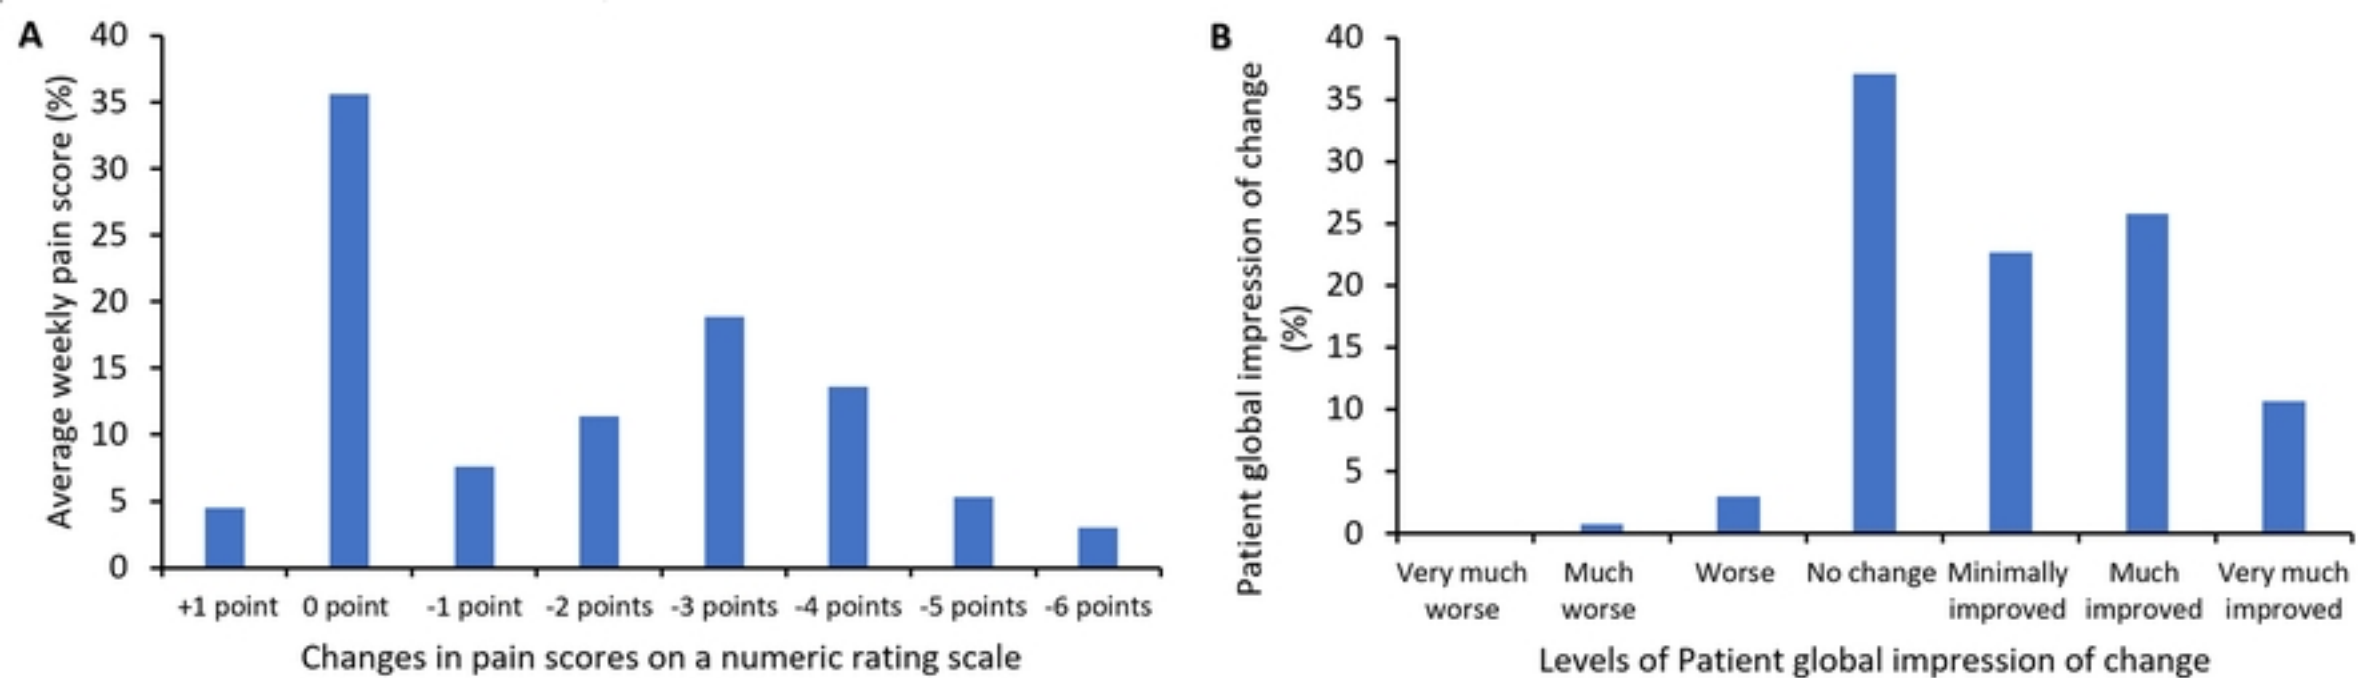 A
Average weekly pain score (%)
40
35
30
25
20
15
10
5
0
+1 point 0 point -1 point -2 points -3 points -4 points -5 points -6 points
Changes in pain scores on a numeric rating scale
B
Patient global impression of change
(%)
40
35
30
25
20
15
10
5
0
Very much Much Worse No change Minimally Much Very much
worse worse improved improved improved
Levels of Patient global impression of change